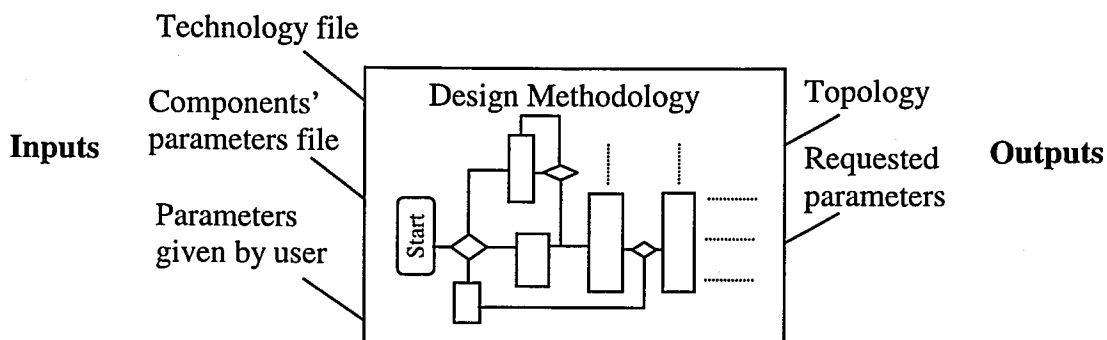 Technology file
Components'
parameters file
Inputs
Parameters
given by user
Design Methodology
Start
Topology
Requested
parameters
Outputs